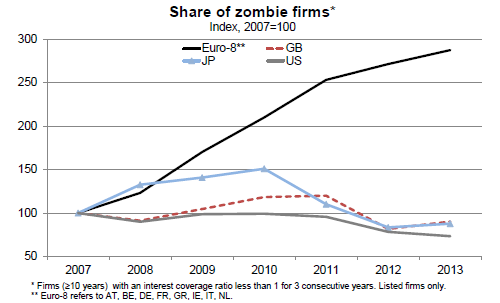 Share of zombie firms*
Index, 2007=100
300
250
200
150
100
50
Euro-8**
GB
JP
US
2007 2008 2009 2010 2011 2012 2013
* Firms (≥10 years) with an interest coverage ratio less than 1 for 3 consecutive years. Listed firms only.
** Euro-8 refers to AT, BE, DE, FR, GR, IE, IT, NL.